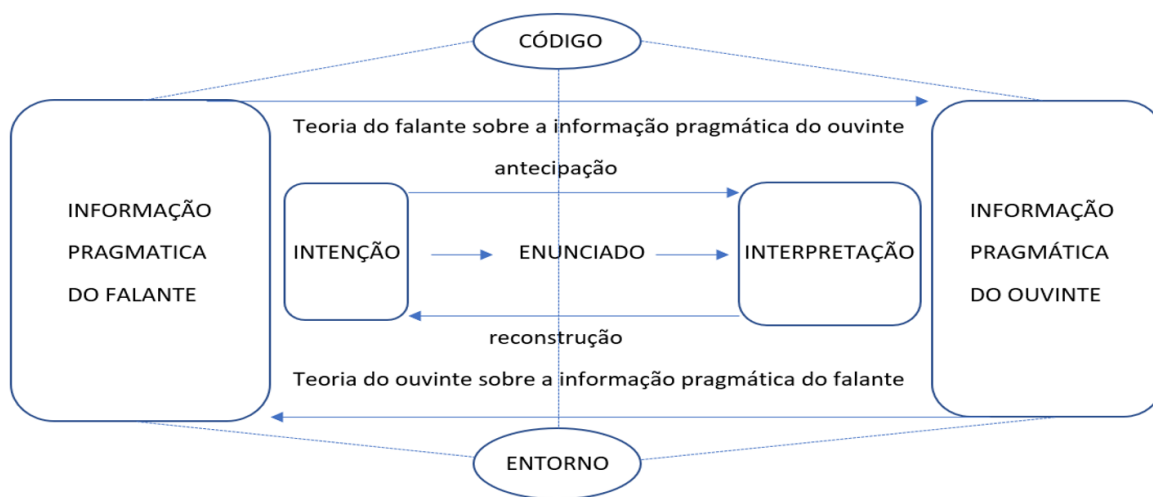 CÓDIGO
Teoria do falante sobre a informação pragmática do ouvinte
antecipação
INFORMAÇÃO
PRAGMATICA
DO FALANTE
INTENÇÃO
ENUNCIADO
INTERPRETAÇÃO
INFORMAÇÃO
PRAGMÁTICA
DO OUVINTE
reconstrução
Teoria do ouvinte sobre a informação pragmática do falante
ENTORNO